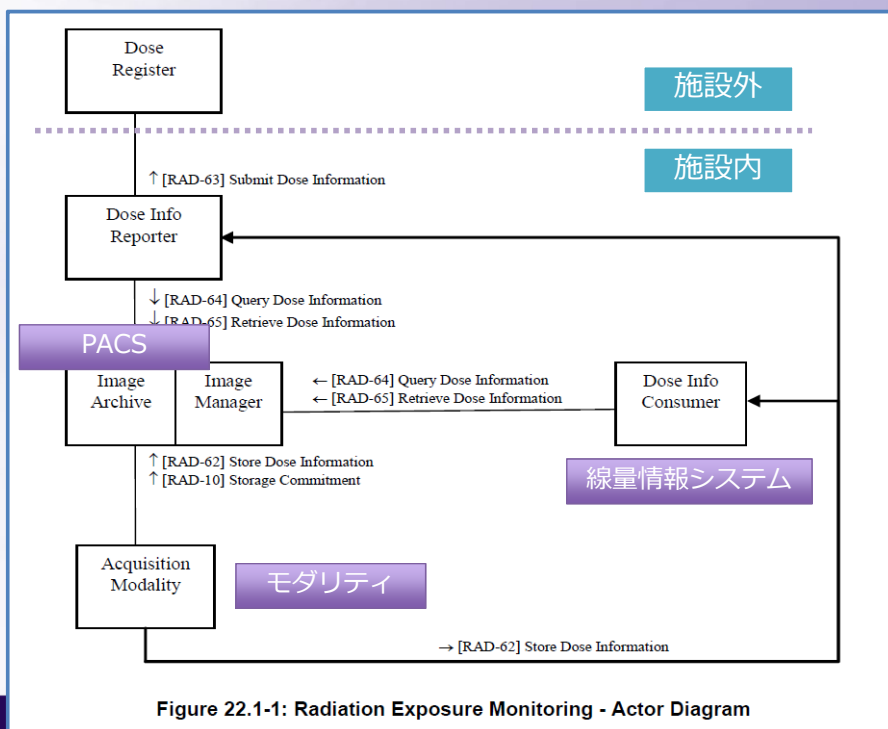 Dose
Register
施設外
施設内
↑ [RAD-63] Submit Dose Information
Dose Info
Reporter
↓ [RAD-64] Query Dose Information
↓ [RAD-65] Retrieve Dose Information
PACS
Image
Archive
Image
Manager
← [RAD-64] Query Dose Information
← [RAD-65] Retrieve Dose Information
Dose Info
Consumer
↑ [RAD-62] Store Dose Information
↑ [RAD-10] Storage Commitment
線量情報システム
Acquisition
Modality
モダリティ
→ [RAD-62] Store Dose Information
Figure 22.1-1: Radiation Exposure Monitoring - Actor Diagram